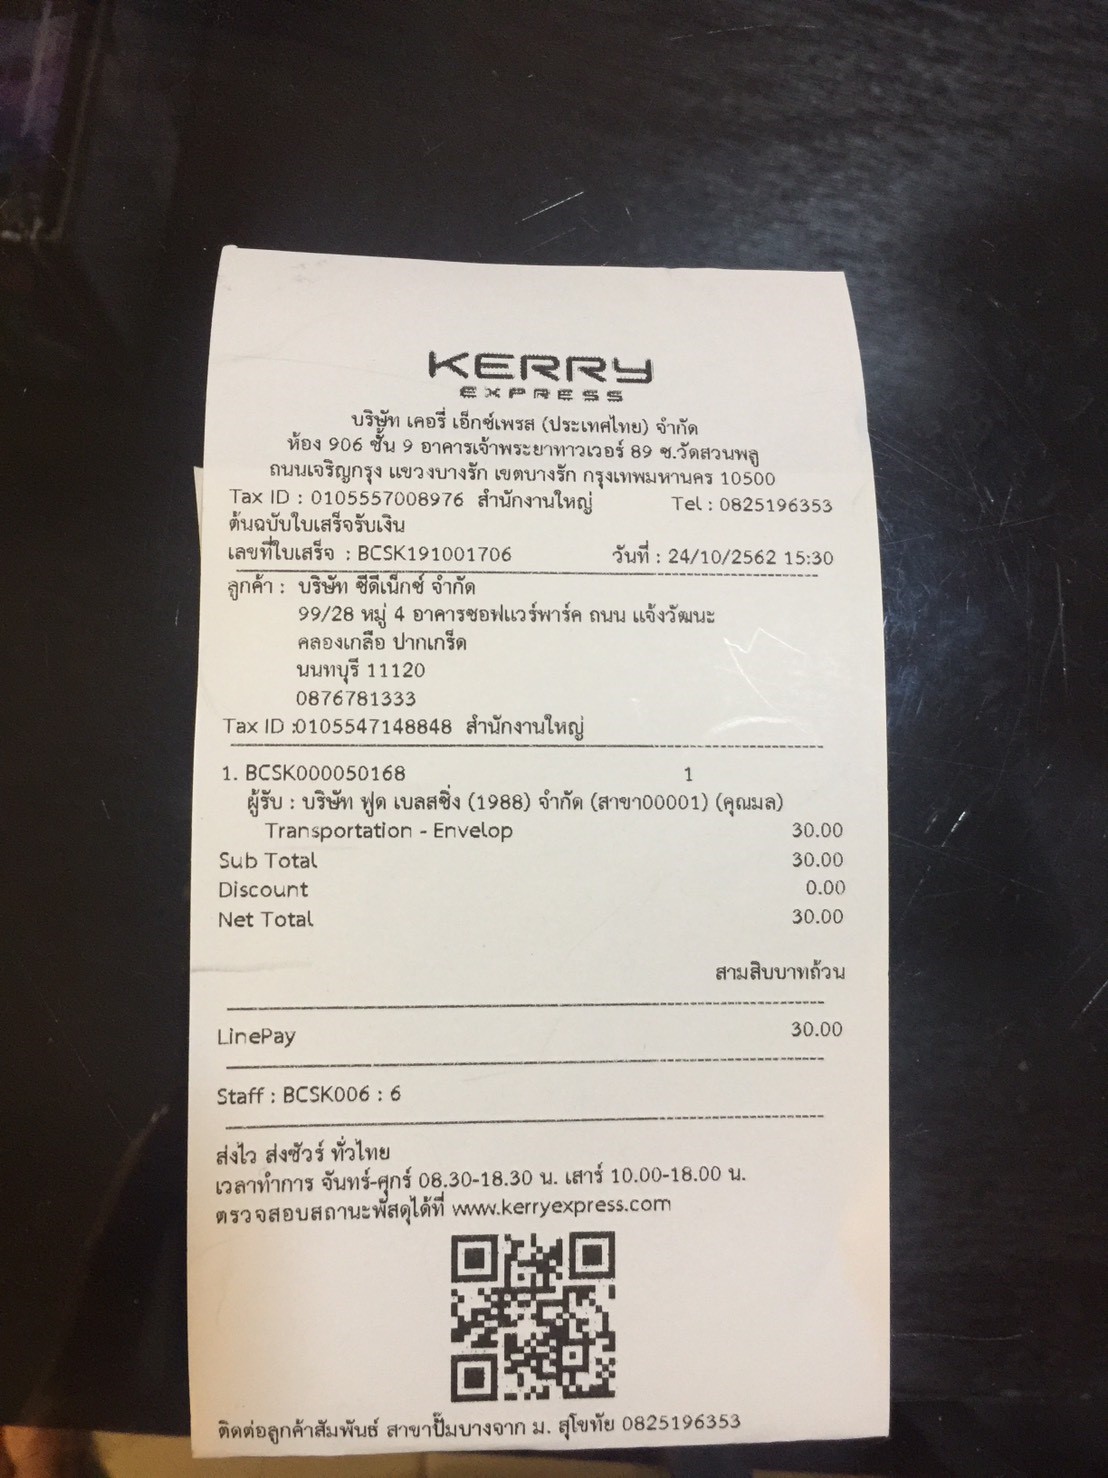 KERRY
EXPRESS
บริษัท เคอรี่ เอ็กซ์เพรส (ประเทศไทย) จำกัด
ห้อง 906 ชั้น 9 อาคารเจ้าพระยาทาวเวอร์ 89 ซ.วัดสวนพลู
ถนนเจริญกรุง แขวงบางรัก เขตบางรัก กรุงเทพมหานคร 10500
Tax ID : 0105557008976 สำนักงานใหญ่ Tel : 0825196353
ต้นฉบับใบเสร็จรับเงิน
เลขที่ใบเสร็จ : BCSK191001706 วันที่ : 24/10/2562 15:30
ลูกค้า : บริษัท ซีดีเน็กซ์ จำกัด
99/28 หมู่ 4 อาคารซอฟแวร์พาร์ค ถนน แจ้งวัฒนะ
คลองเกลือ ปากเกร็ด
นนทบุรี 11120
0876781333
Tax ID :0105547148848 สำนักงานใหญ่
1. BCSK000050168 1
ผู้รับ : บริษัท ฟูด เบลสซิ่ง (1988) จำกัด (สาขา00001) (คุณมล)
Transportation - Envelop 30.00
Sub Total 30.00
Discount 0.00
Net Total 30.00
สามสิบบาทถ้วน
LinePay 30.00
Staff : BCSK006 : 6
ส่งไว ส่งชัวร์ ทั่วไทย
เวลาทำการ จันทร์-ศุกร์ 08.30-18.30 น. เสาร์ 10.00-18.00 น.
ตรวจสอบสถานะพัสดุได้ที่ www.kerryexpress.com
ติดต่อลูกค้าสัมพันธ์ สาขาปั๊มบางจาก ม. สุโขทัย 0825196353